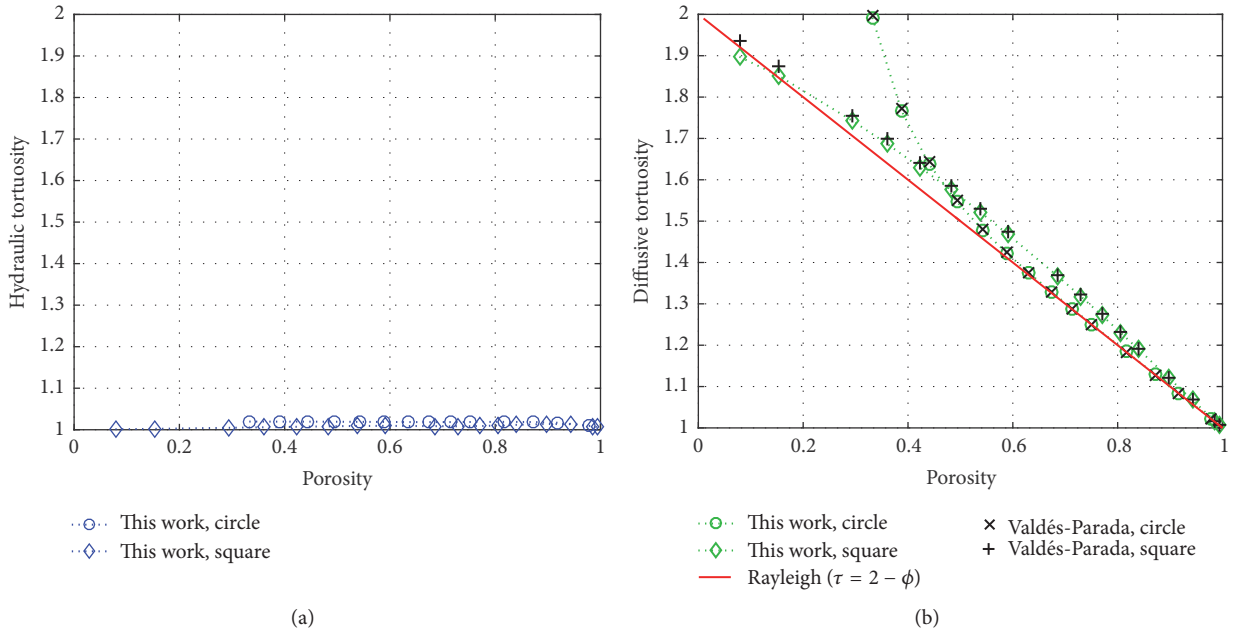 2
1.9
1.8
1.7
1.6
1.5
1.4
1.3
1.2
1.1
1
Hydraulic tortuosity
0 0.2 0.4 0.6 0.8 1
Porosity
This work, circle
This work, square
(a)
2
1.9
1.8
1.7
1.6
1.5
1.4
1.3
1.2
1.1
1
Diffusive tortuosity
0 0.2 0.4 0.6 0.8 1
Porosity
This work, circle
This work, square
Rayleigh (τ = 2 − ϕ)
Valdés-Parada, circle
Valdés-Parada, square
(b)